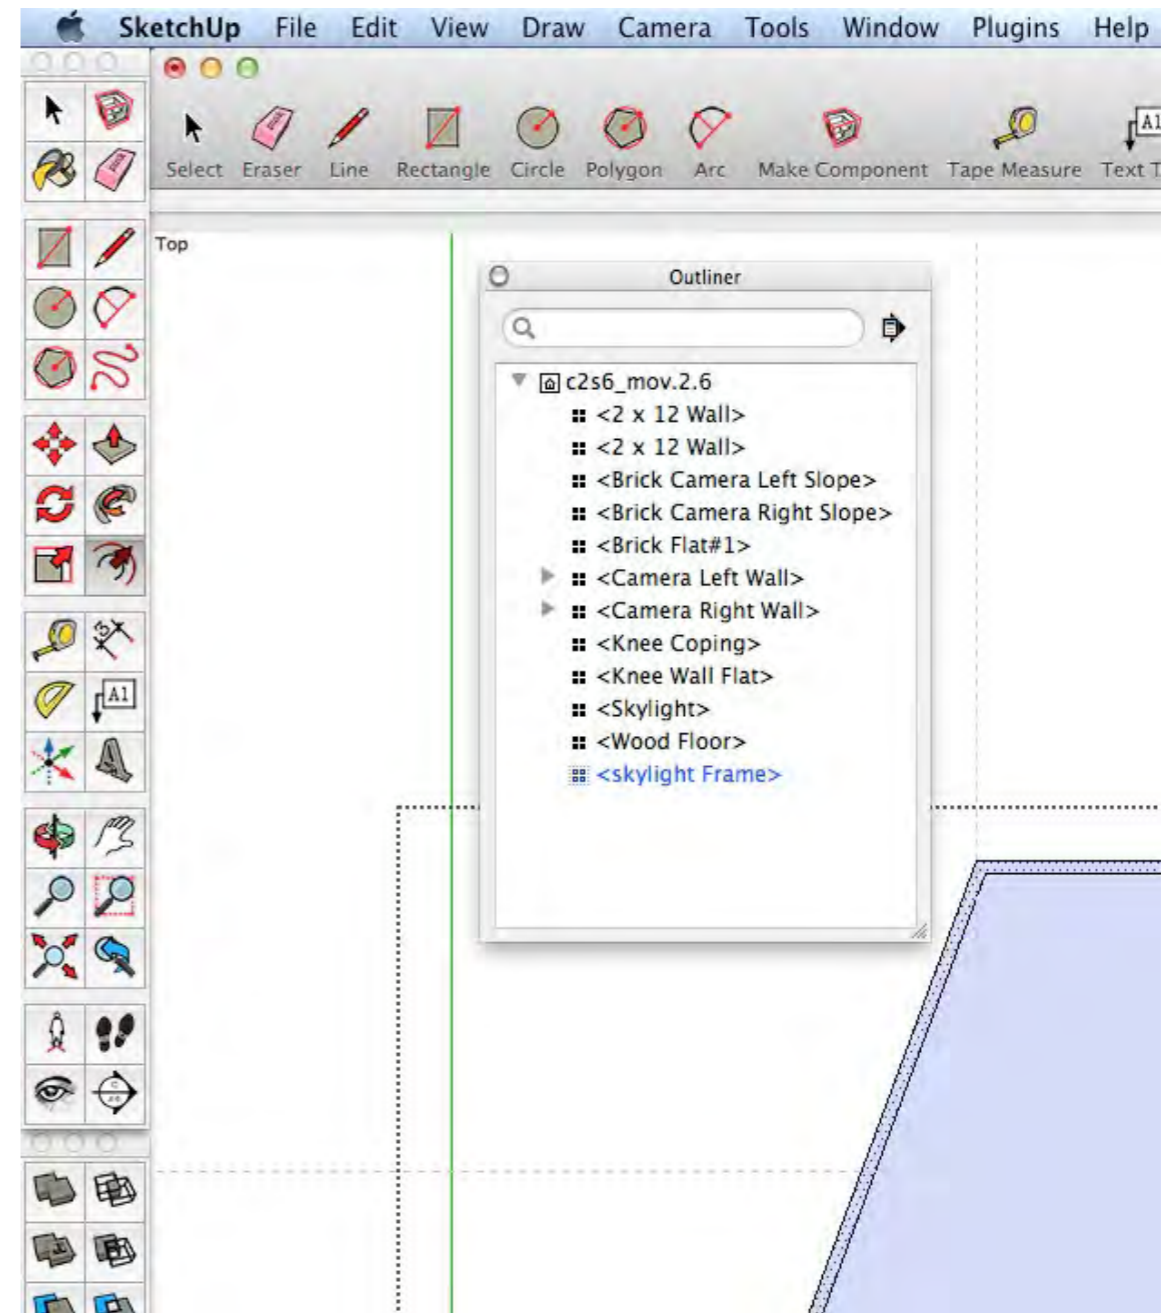 SketchUp File Edit View Draw Camera Tools Window Plugins Help
Select Eraser Line Rectangle Circle Polygon Arc Make Component Tape Measure Text
Top
Outliner
c2s6_mov.2.6
<2 x 12 Wall>
<2 x 12 Wall>
<Brick Camera Left Slope>
<Brick Camera Right Slope>
<Brick Flat#1>
<Camera Left Wall>
<Camera Right Wall>
<Knee Coping>
<Knee Wall Flat>
<Skylight>
<Wood Floor>
<skylight Frame>